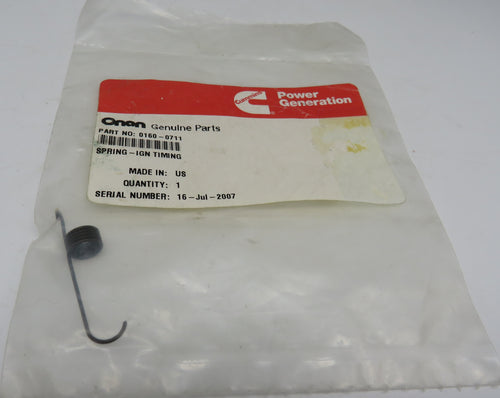 Cummins
Power
Generation
Onan Genuine Parts
PART NO: 0160-0711
SPRING-IGN TIMING
MADE IN: US
QUANTITY: 1
SERIAL NUMBER: 16-Jul-2007